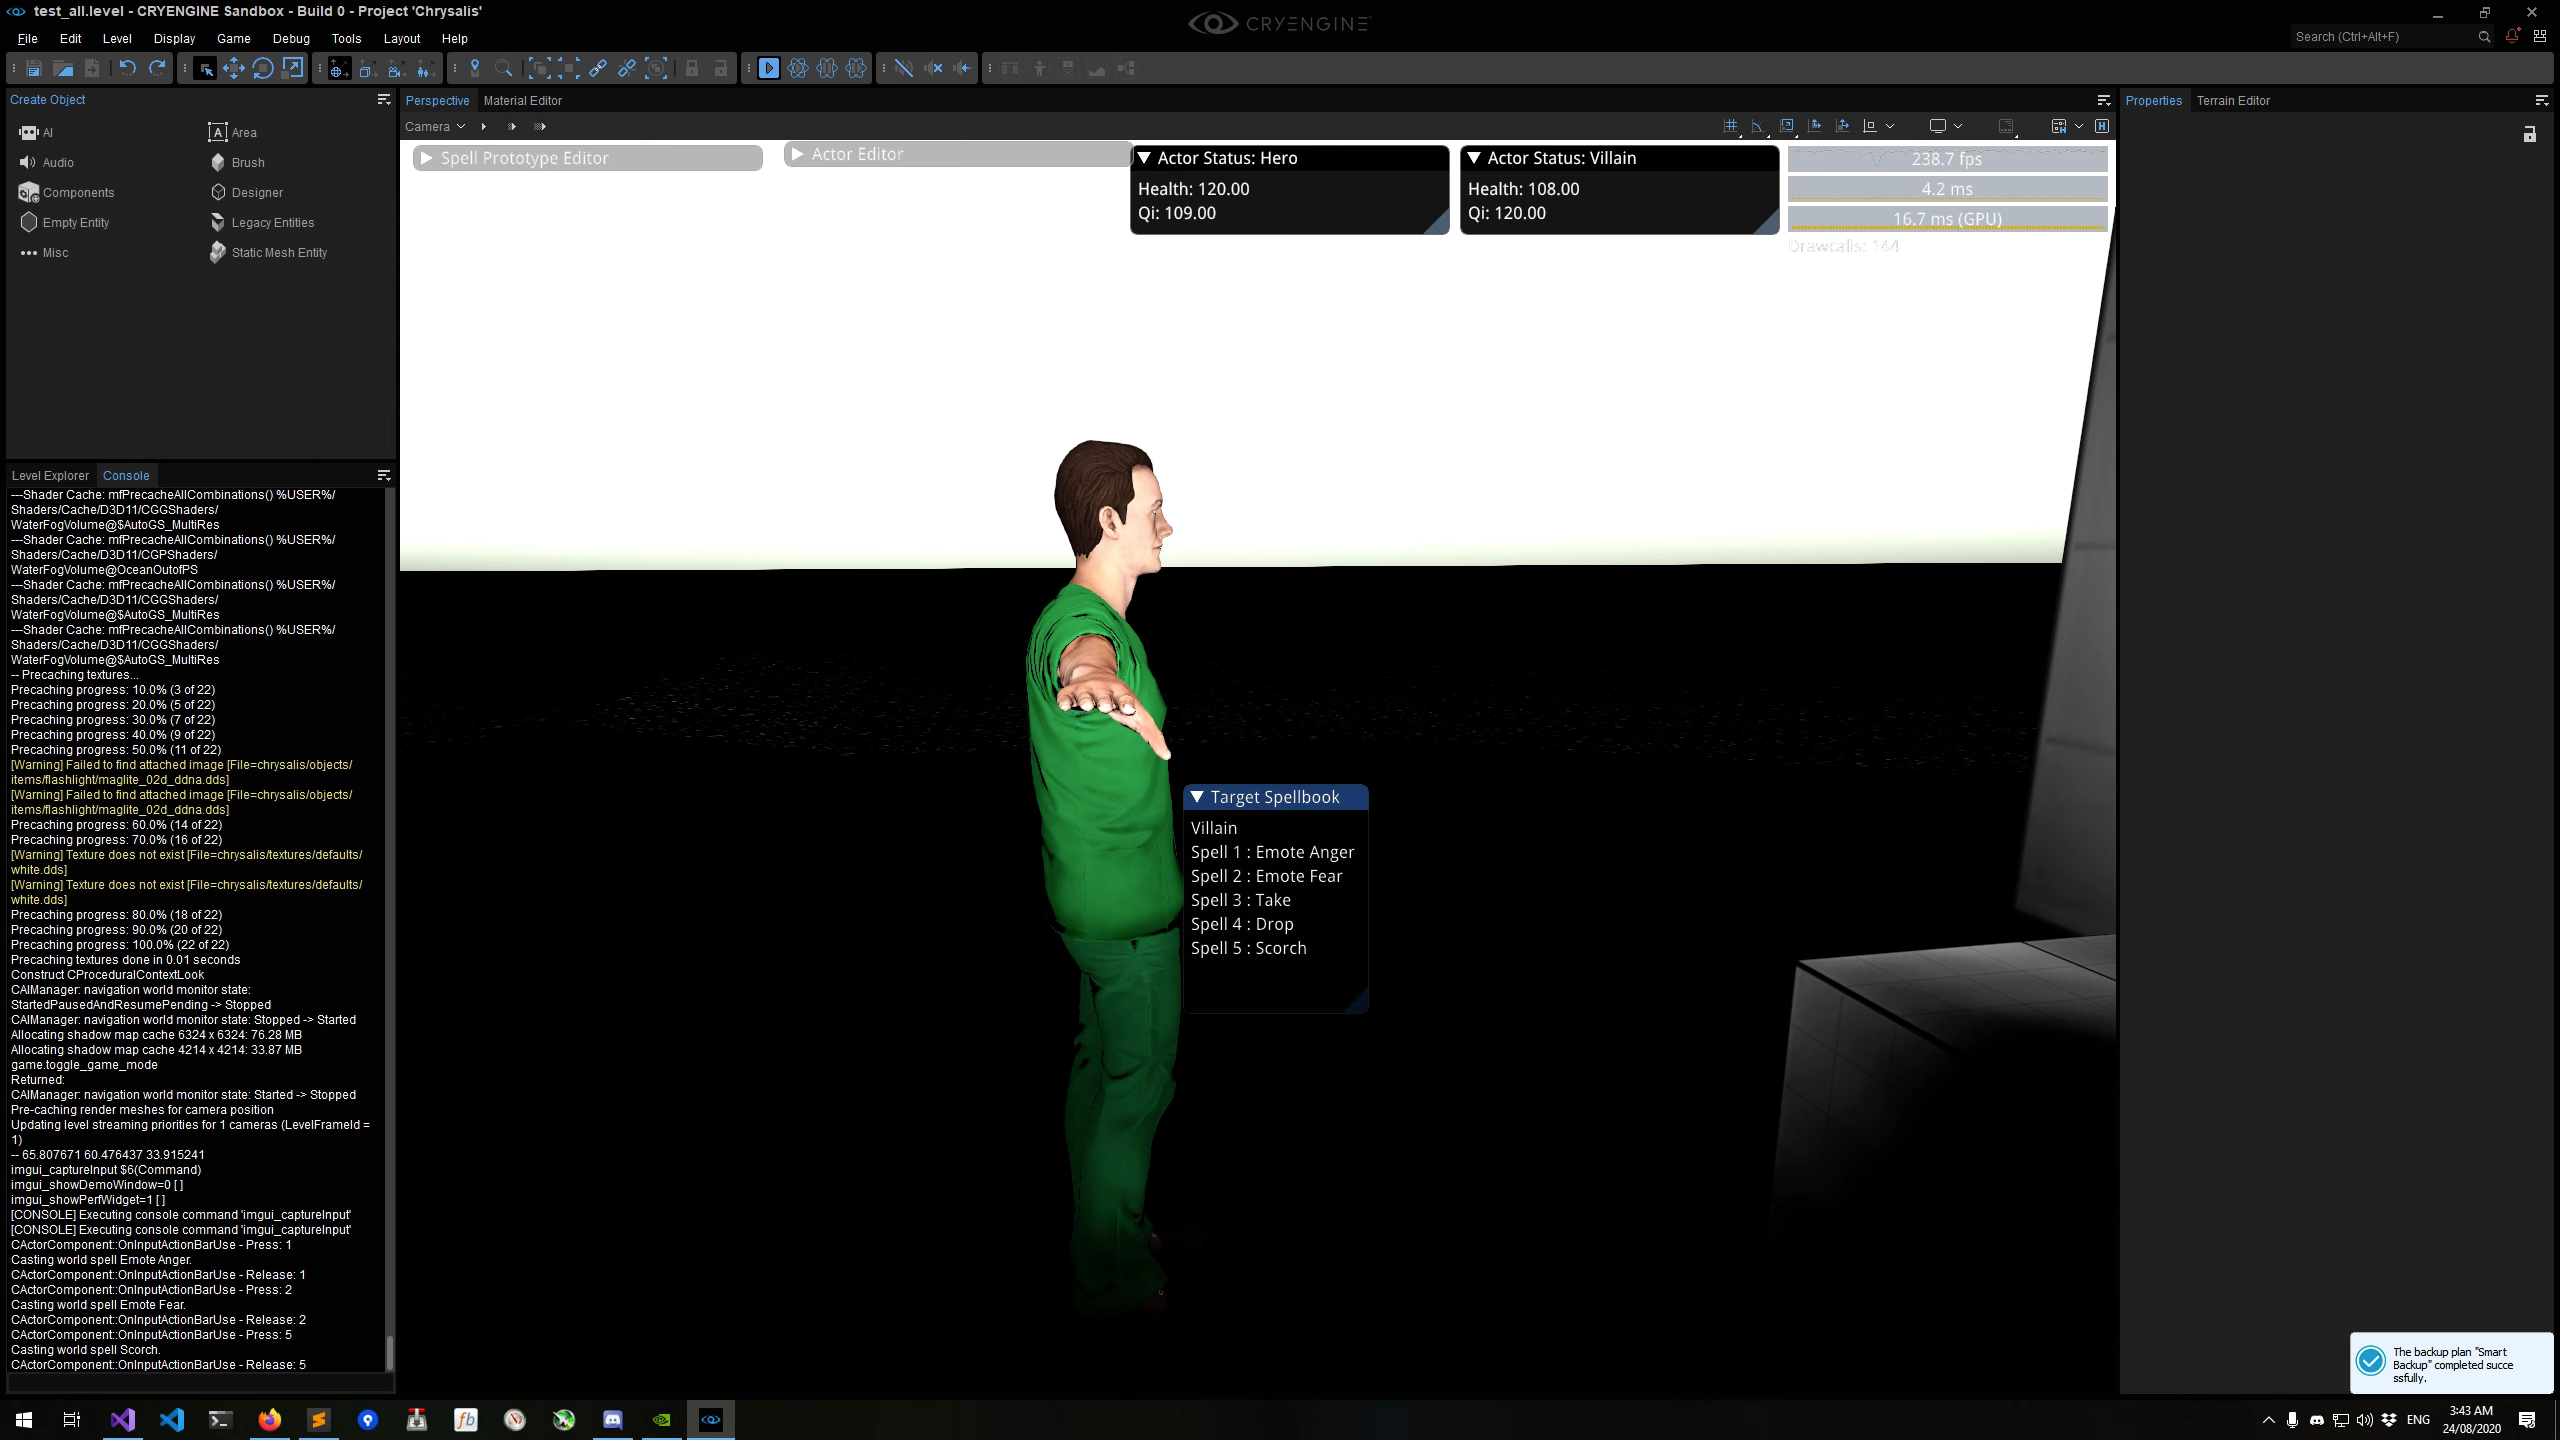 test_all.level - CRYENGINE Sandbox - Build 0 - Project 'Chrysalis'
CRYENGINE
File Edit Level Display Game Debug Tools Layout Help
Search (Ctrl+Alt+F)
Create Object
AI
Area
Audio
Brush
Components
Designer
Empty Entity
Legacy Entities
Misc
Static Mesh Entity
Level Explorer Console
---Shader Cache: mfPrecacheAllCombinations() %USER%/
Shaders/Cache/D3D11/CGGShaders/
WaterFogVolume@$AutoGS_MultiRes
---Shader Cache: mfPrecacheAllCombinations() %USER%/
Shaders/Cache/D3D11/CGPShaders/
WaterFogVolume@OceanOutofPS
---Shader Cache: mfPrecacheAllCombinations() %USER%/
Shaders/Cache/D3D11/CGGShaders/
WaterFogVolume@$AutoGS_MultiRes
---Shader Cache: mfPrecacheAllCombinations() %USER%/
Shaders/Cache/D3D11/CGGShaders/
WaterFogVolume@$AutoGS_MultiRes
-- Precaching textures...
Precaching progress: 10.0% (3 of 22)
Precaching progress: 20.0% (5 of 22)
Precaching progress: 30.0% (7 of 22)
Precaching progress: 40.0% (9 of 22)
Precaching progress: 50.0% (11 of 22)
[Warning] Failed to find attached image [File=chrysalis/objects/
items/flashlight/maglite_02d_ddna.dds]
[Warning] Failed to find attached image [File=chrysalis/objects/
items/flashlight/maglite_02d_ddna.dds]
Precaching progress: 60.0% (14 of 22)
Precaching progress: 70.0% (16 of 22)
[Warning] Texture does not exist [File=chrysalis/textures/defaults/
white.dds]
[Warning] Texture does not exist [File=chrysalis/textures/defaults/
white.dds]
Precaching progress: 80.0% (18 of 22)
Precaching progress: 90.0% (20 of 22)
Precaching progress: 100.0% (22 of 22)
Precaching textures done in 0.01 seconds
Construct CProceduralContextLook
CAIManager: navigation world monitor state:
StartedPausedAndResumePending -> Stopped
CAIManager: navigation world monitor state: Stopped -> Started
Allocating shadow map cache 6324 x 6324: 76.28 MB
Allocating shadow map cache 4214 x 4214: 33.87 MB
game.toggle_game_mode
Returned:
CAIManager: navigation world monitor state: Started -> Stopped
Pre-caching render meshes for camera position
Updating level streaming priorities for 1 cameras (LevelFrameId =
1)
-- 65.807671 60.476437 33.915241
imgui_captureInput $6(Command)
imgui_showDemoWindow=0 [ ]
imgui_showPerfWidget=1 [ ]
[CONSOLE] Executing console command 'imgui_captureInput'
[CONSOLE] Executing console command 'imgui_captureInput'
CActorComponent::OnInputActionBarUse - Press: 1
Casting world spell Emote Anger.
CActorComponent::OnInputActionBarUse - Release: 1
CActorComponent::OnInputActionBarUse - Press: 2
Casting world spell Emote Fear.
CActorComponent::OnInputActionBarUse - Release: 2
CActorComponent::OnInputActionBarUse - Press: 5
Casting world spell Scorch.
CActorComponent::OnInputActionBarUse - Release: 5
Perspective Material Editor
Camera
Spell Prototype Editor
Actor Editor
Actor Status: Hero
Health: 120.00
Qi: 109.00
Actor Status: Villain
Health: 108.00
Qi: 120.00
238.7 fps
4.2 ms
16.7 ms (GPU)
Drawcalls: 144
Target Spellbook
Villain
Spell 1 : Emote Anger
Spell 2 : Emote Fear
Spell 3 : Take
Spell 4 : Drop
Spell 5 : Scorch
Properties Terrain Editor
The backup plan "Smart
Backup" completed succe
ssfully.
ENG
3:43 AM
24/08/2020